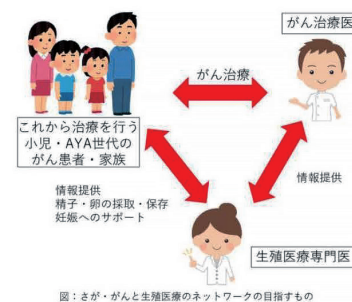 がん治療医
がん治療
これから治療を行う
小児・AYA世代の
がん患者・家族
情報提供
精子・卵の採取・保存
妊娠へのサポート
情報提供
生殖医療専門医
図：さが・がんと生殖医療のネットワークの目指すもの